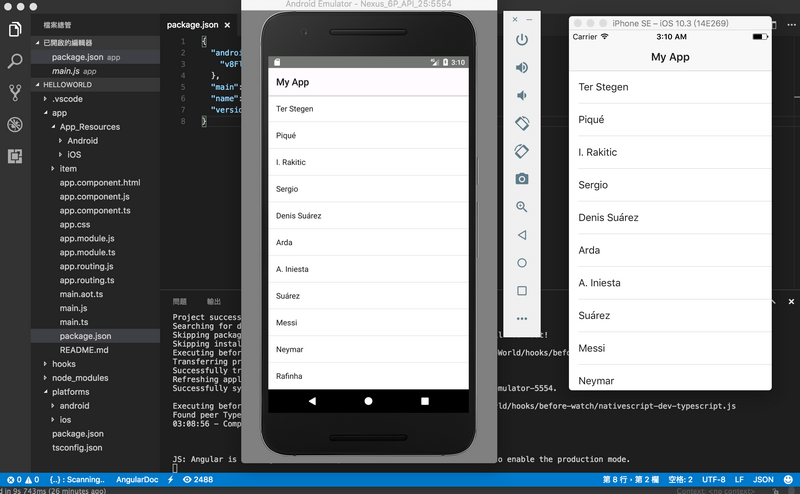 Android Emulator - Nexus_6P_API_25:5554
檔案總管
已開啟的編輯器
package.json app
main.js app
HELLOWORLD
.vscode
app
App_Resources
Android
iOS
item
app.component.html
app.component.js
app.component.ts
app.css
app.module.js
app.module.ts
app.routing.js
app.routing.ts
main.aot.ts
main.js
main.ts
package.json
README.md
hooks
node_modules
platforms
android
ios
package.json
tsconfig.json
package.json
1 {
2 "android
3 "v8Fl
4 },
5 "main":
6 "name":
7 "versio
8 }
3:10
My App
Ter Stegen
Piqué
I. Rakitic
Sergio
Denis Suárez
Arda
A. Iniesta
Suárez
Messi
Neymar
Rafinha
iPhone SE – iOS 10.3 (14E269)
Carrier 3:10 AM
My App
Ter Stegen
Piqué
I. Rakitic
Sergio
Denis Suárez
Arda
A. Iniesta
Suárez
Messi
Neymar
問題 輸出
Project success
Searching for d
Skipping packag
Skipping instal
Executing befor World/hooks/befor
Transferring pr
Successfully tr
Refreshing appl
Successfully sy mulator-5554.
Executing befor orld/hooks/before-watch/nativescript-dev-typescript.js
Found peer Type
03:08:56 - Comp
JS: Angular is to enable the production mode.
0 0 {..} : Scanning.. AngularDoc 2488 第 8 行，第 2 欄 空格: 2 UTF-8 LF JSON
d in 9s 743ms (26 minutes ago) Context: <no context>